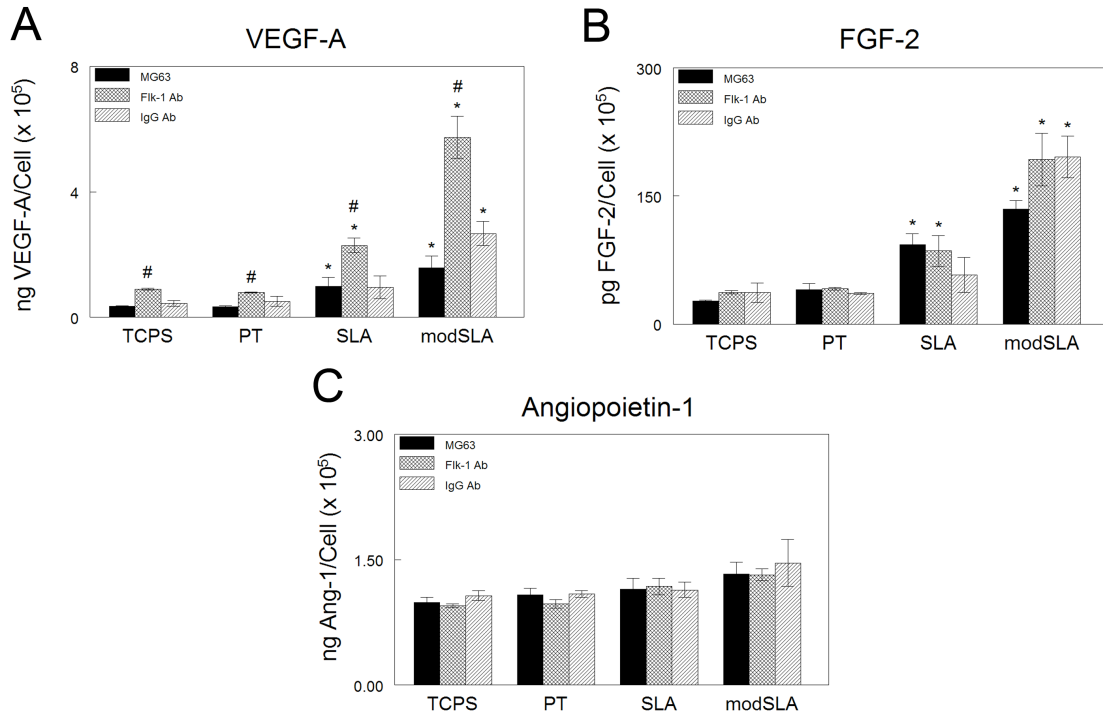 A
VEGF-A
ng VEGF-A/Cell (x 10⁵)
8
4
0
MG63
Flk-1 Ab
IgG Ab
#
#
*
#
*
*
#
*
*
*
TCPS PT SLA modSLA
B
FGF-2
pg FGF-2/Cell (x 10⁵)
300
150
0
MG63
Flk-1 Ab
IgG Ab
* *
* * *
TCPS PT SLA modSLA
C
Angiopoietin-1
ng Ang-1/Cell (x 10⁵)
3.00
1.50
0.00
MG63
Flk-1 Ab
IgG Ab
TCPS PT SLA modSLA